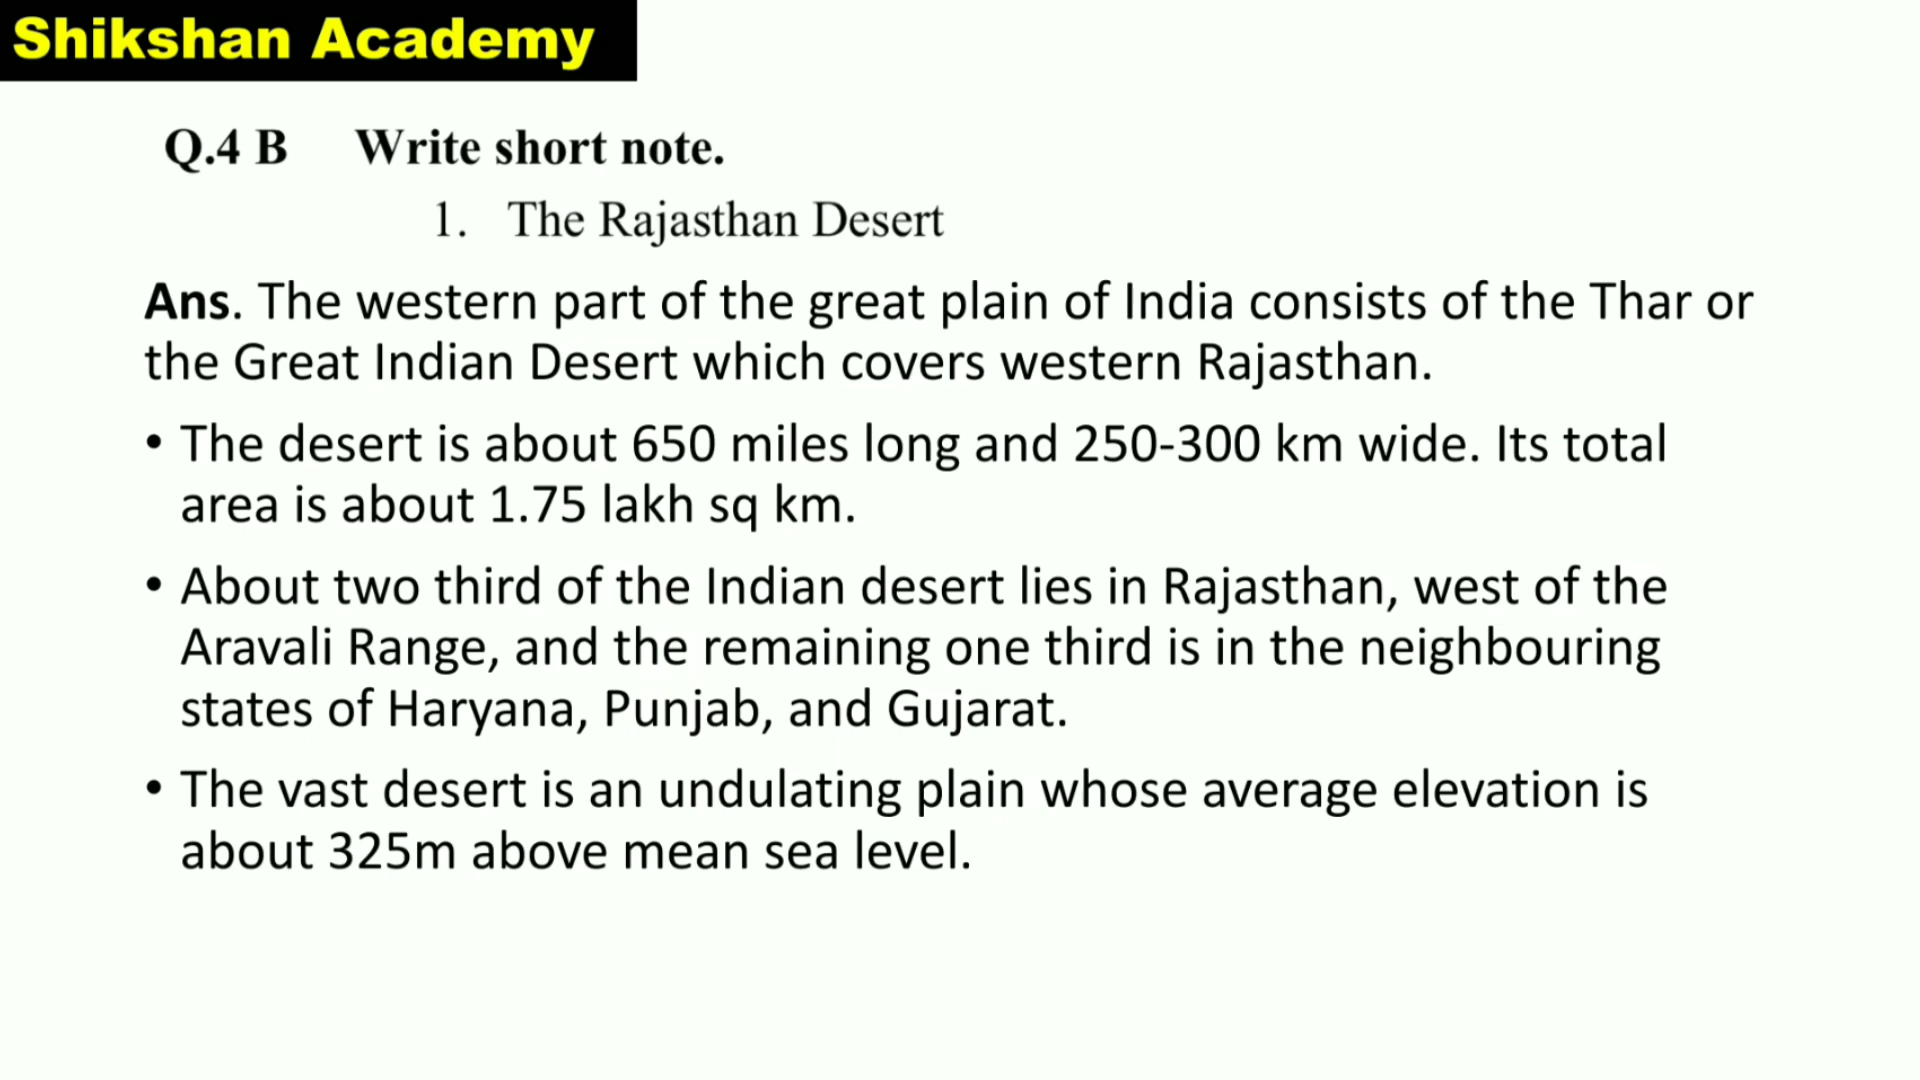 Shikshan Academy
Q.4 B Write short note.
1. The Rajasthan Desert
Ans. The western part of the great plain of India consists of the Thar or
the Great Indian Desert which covers western Rajasthan.
• The desert is about 650 miles long and 250-300 km wide. Its total
area is about 1.75 lakh sq km.
• About two third of the Indian desert lies in Rajasthan, west of the
Aravali Range, and the remaining one third is in the neighbouring
states of Haryana, Punjab, and Gujarat.
• The vast desert is an undulating plain whose average elevation is
about 325m above mean sea level.